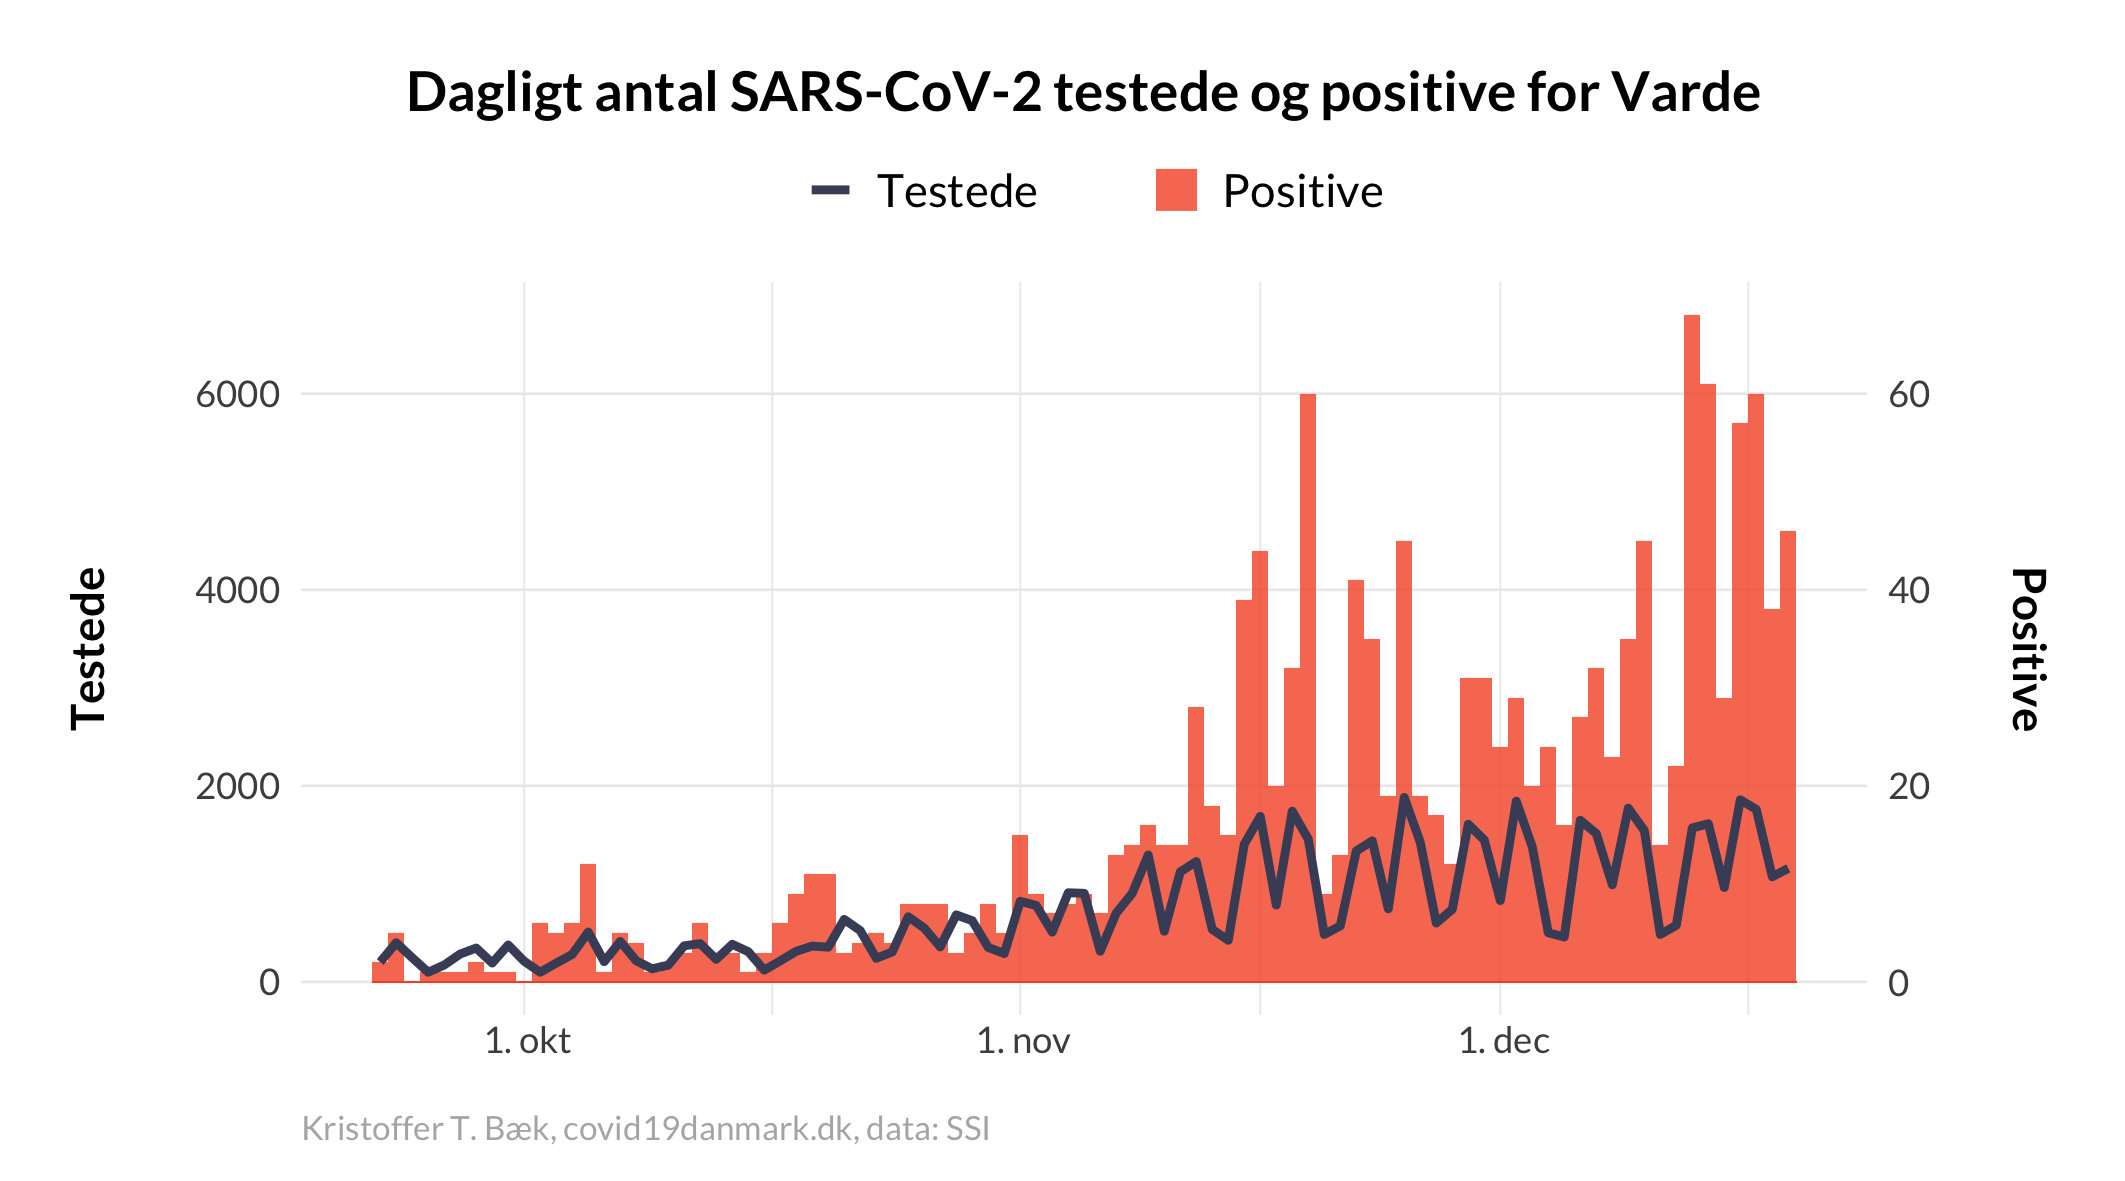 Dagligt antal SARS-CoV-2 testede og positive for Varde
Testede Positive
6000 60
4000 40
2000 20
0 0
Testede
Positive
1. okt 1. nov 1. dec
Kristoffer T. Bæk, covid19danmark.dk, data: SSI